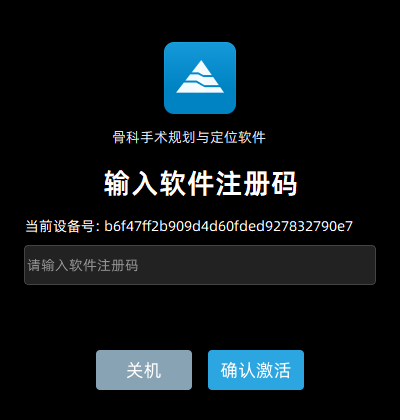 骨科手术规划与定位软件
输入软件注册码
当前设备号: b6f47ff2b909d4d60fded927832790e7
请输入软件注册码
关机
确认激活